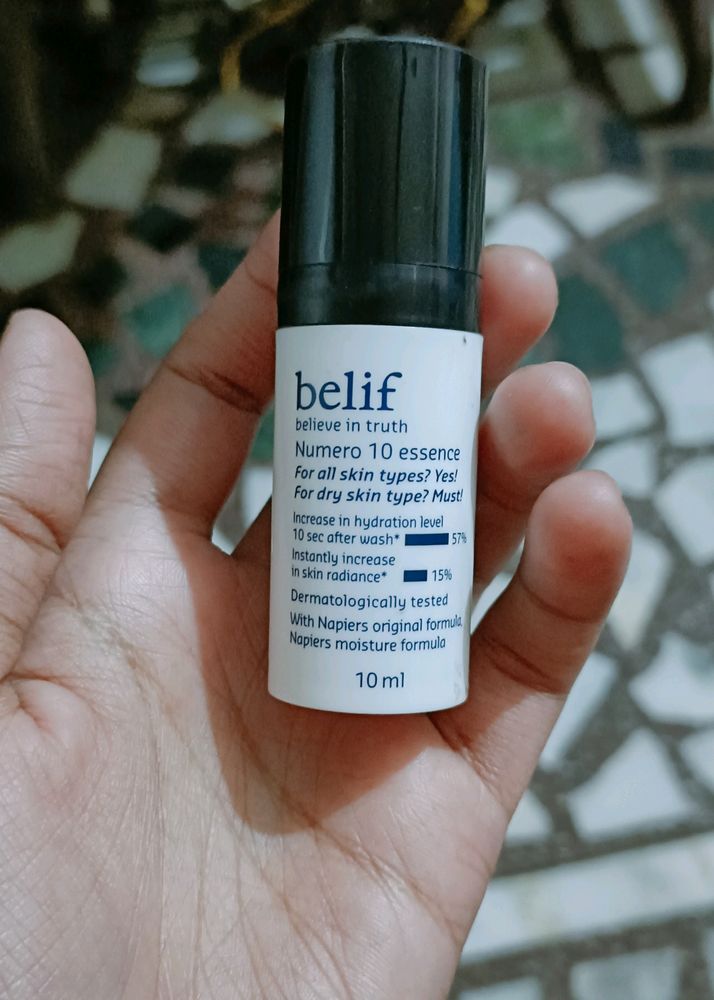 belif
believe in truth
Numero 10 essence
For all skin types? Yes!
For dry skin type? Must!
Increase in hydration level
10 sec after wash* 57%
Instantly increase
in skin radiance* 15%
Dermatologically tested
With Napiers original formula,
Napiers moisture formula
10 ml